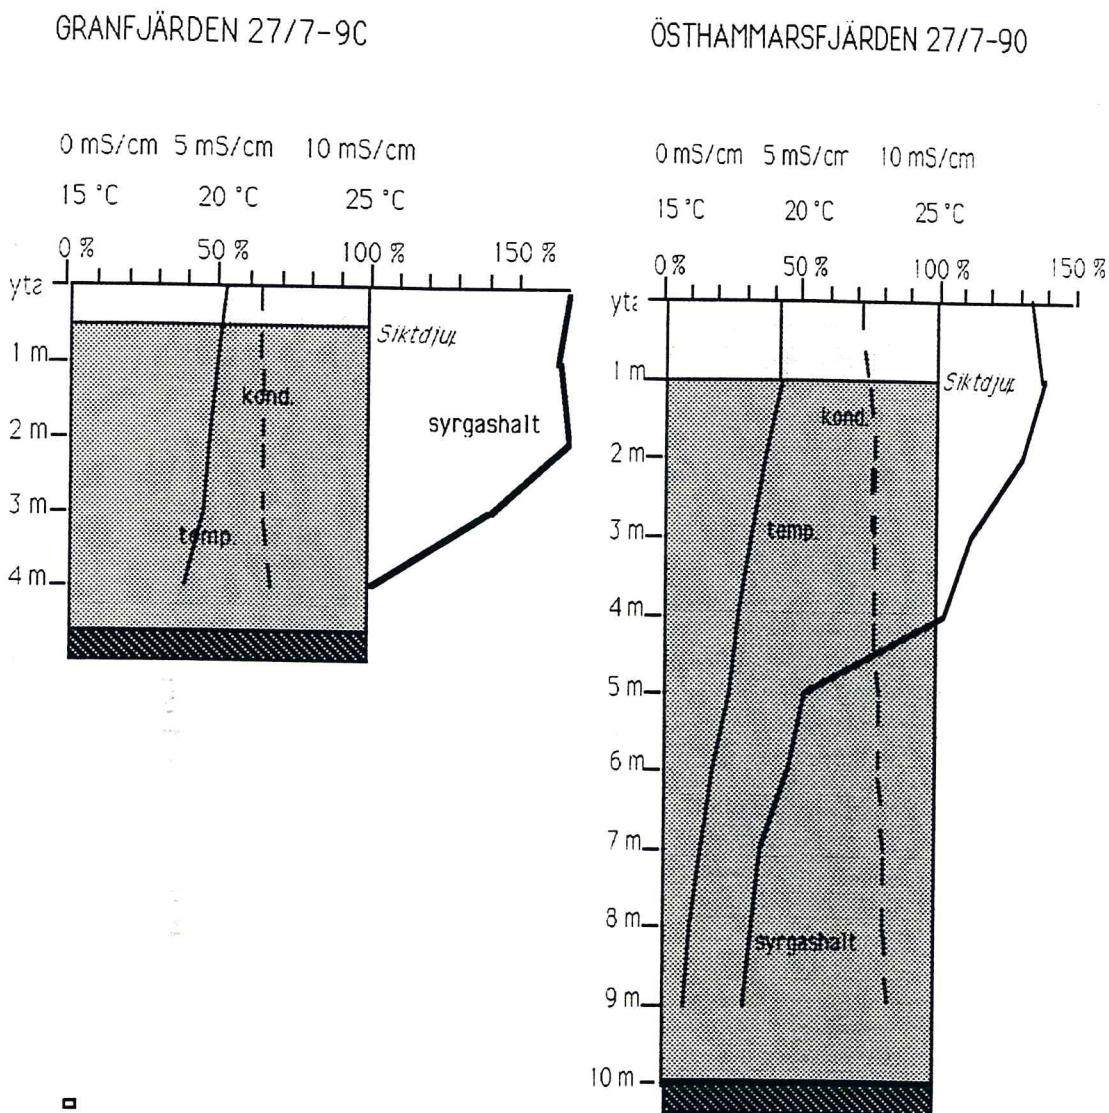 GRANFJÄRDEN 27/7-9C
0 mS/cm 5 mS/cm 10 mS/cm
15 °C 20 °C 25 °C
0% 50% 100% 150%
yta
Siktdjup
1 m
kond.
2 m
syrgashalt
3 m
temp.
4 m
ÖSTHAMMARSFJÄRDEN 27/7-90
0 mS/cm 5 mS/cm 10 mS/cm
15 °C 20 °C 25 °C
0% 50% 100% 150%
yta
1 m
Siktdjup
kond.
2 m
3 m
temp.
4 m
5 m
6 m
7 m
8 m
syrgashalt
9 m
10 m